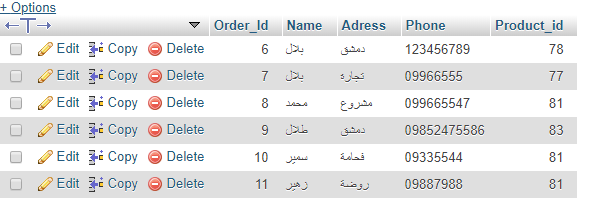 + Options
Order_Id Name Adress Phone Product_id
Edit Copy Delete 6 بلال دمشق 123456789 78
Edit Copy Delete 7 بلال تجارة 09966555 77
Edit Copy Delete 8 محمد مشروع 099665547 81
Edit Copy Delete 9 طلال دمشق 09852475586 83
Edit Copy Delete 10 سمير فحامة 09335544 81
Edit Copy Delete 11 زهير روضة 09887988 81